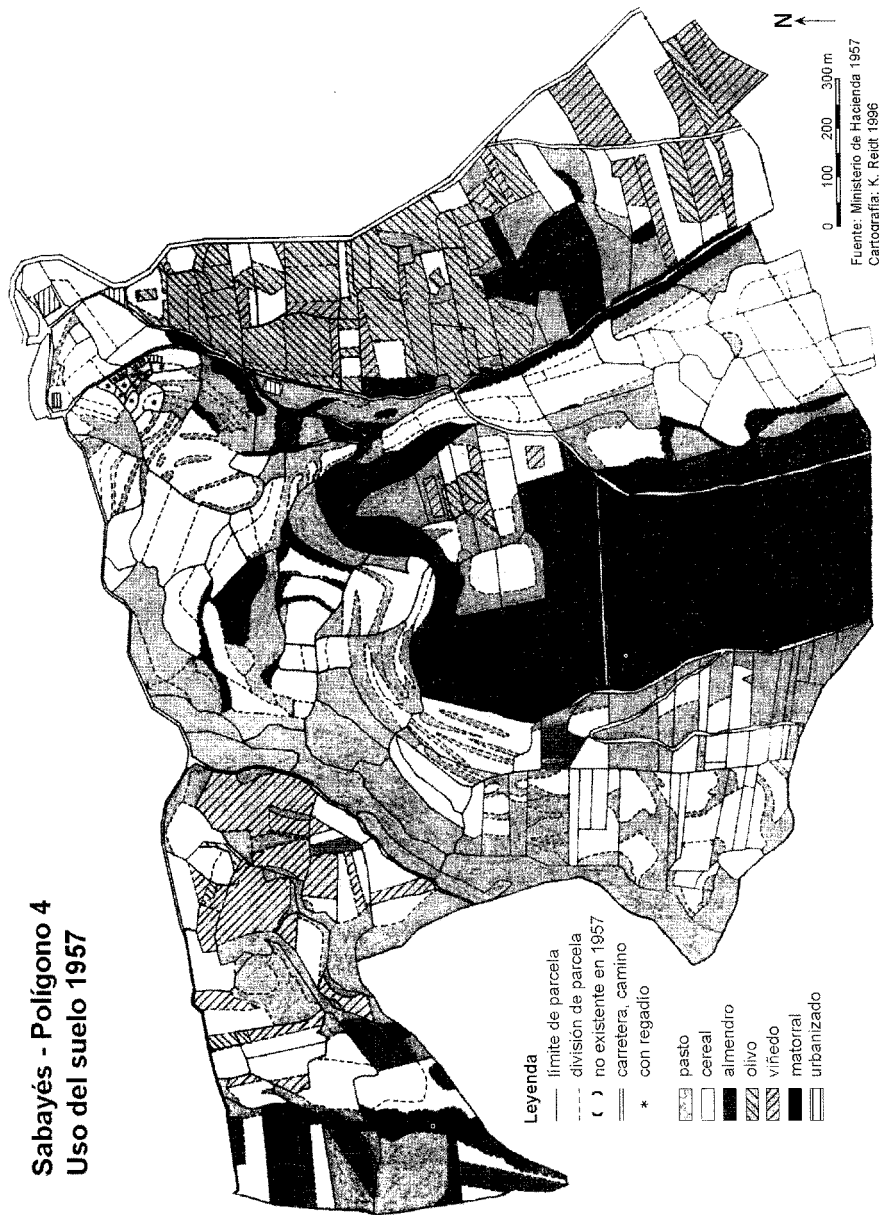 Sabayés - Polígono 4
Uso del suelo 1957
Leyenda
límite de parcela
división de parcela
no existente en 1957
carretera, camino
* con regadío
pasto
cereal
almendro
olivo
viñedo
matorral
urbanizado
N
0 100 200 300 m
Fuente: Ministerio de Hacienda 1957
Cartografía: K. Reidt 1996